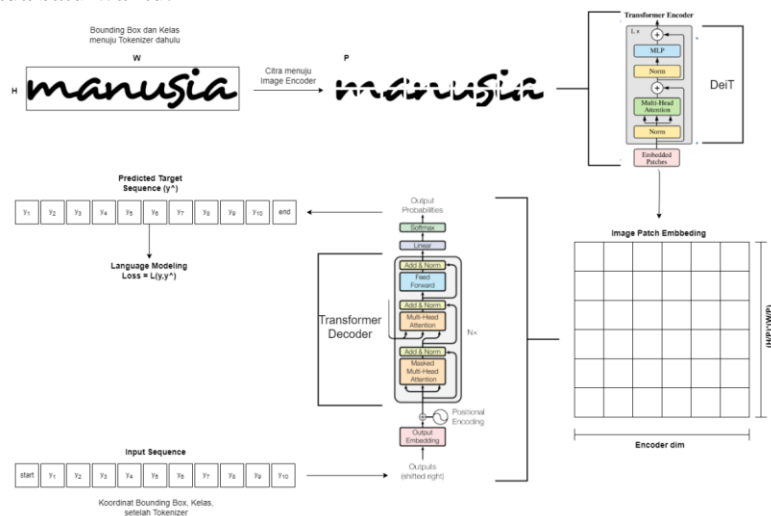 Bounding Box dan Kelas
menuju Tokenizer dahulu
W
H
manusia
Citra menuju
Image Encoder
P
manusia
Transformer Encoder
L ×
+
MLP
Norm
+
Multi-Head
Attention
Norm
Embedded
Patches
DeiT
Predicted Target
Sequence (y^)
y1 y2 y3 y4 y5 y6 y7 y8 y9 y10 end
Language Modeling
Loss = L(y,y^)
Output
Probabilities
Softmax
Linear
Add & Norm
Feed
Forward
Add & Norm
Multi-Head
Attention
Add & Norm
Masked
Multi-Head
Attention
N×
Transformer
Decoder
Positional
Encoding
Output
Embedding
Outputs
(shifted right)
Image Patch Embbeding
(H/P)*(W/P)
Encoder dim
Input Sequence
start y1 y2 y3 y4 y5 y6 y7 y8 y9 y10
Koordinat Bounding Box, Kelas,
setelah Tokenizer